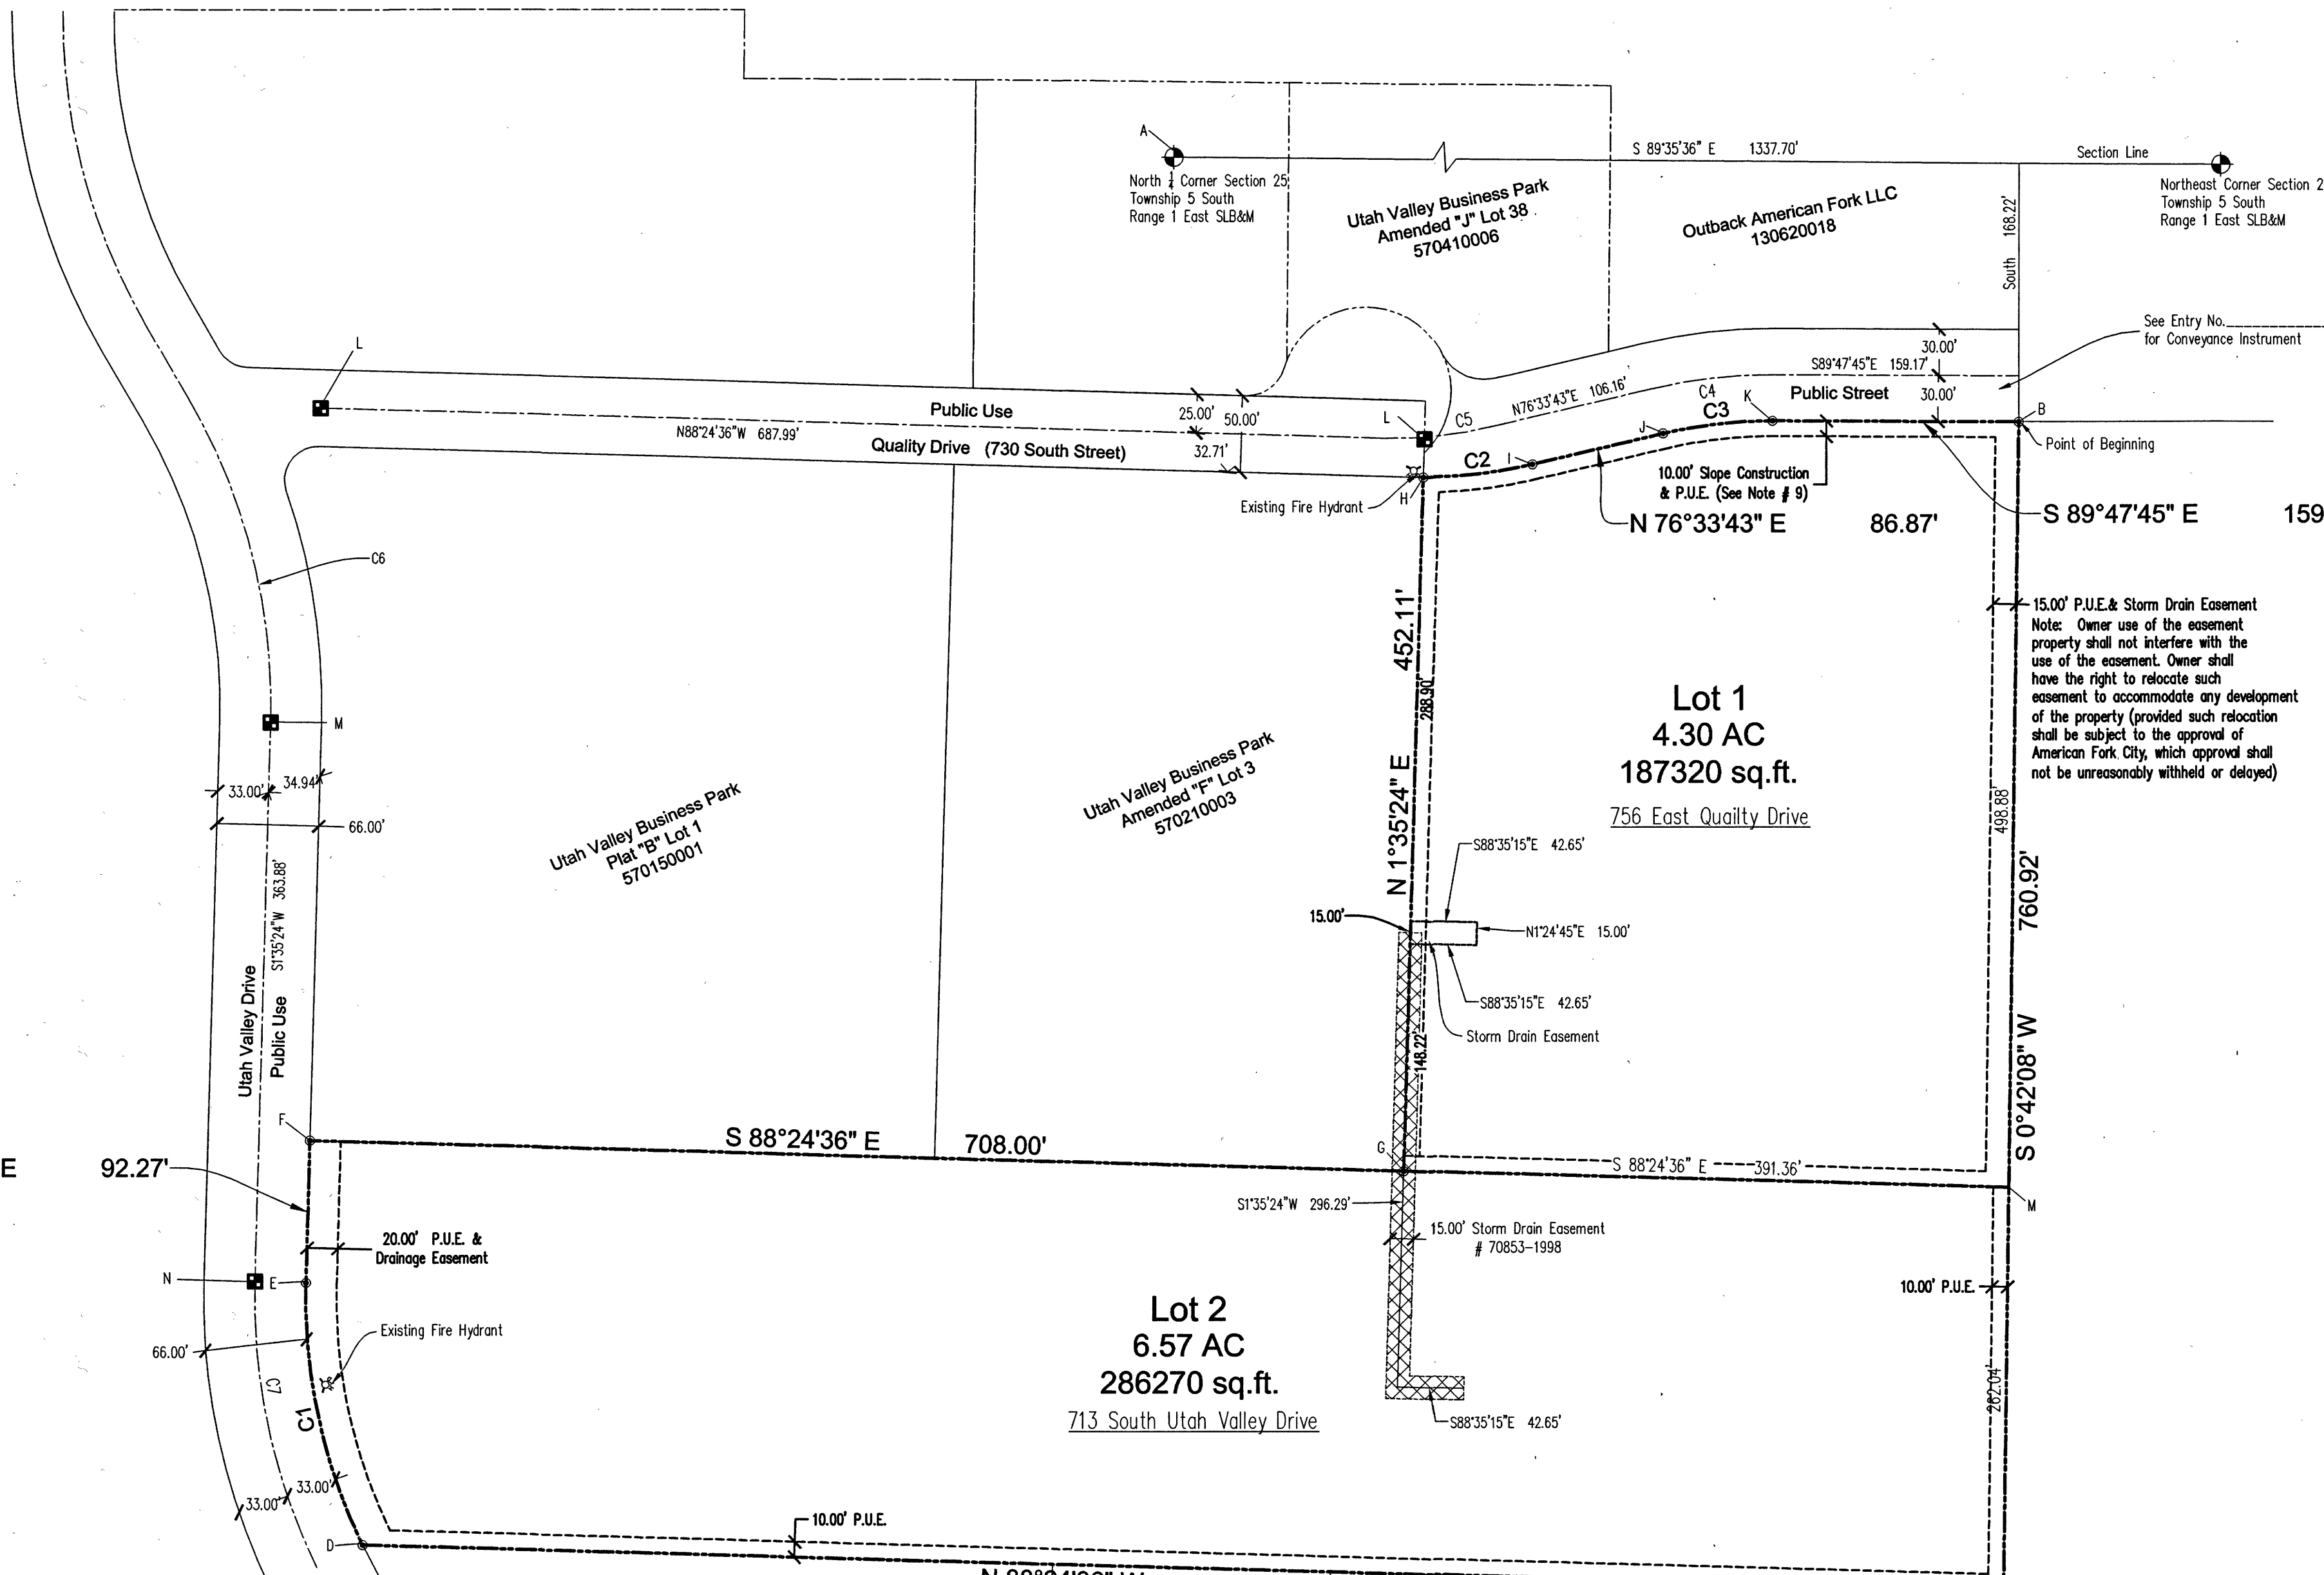 A
S 89°35'36" E 1337.70'
Section Line
North ¼ Corner Section 25
Township 5 South
Range 1 East SLB&M
Northeast Corner Section 2
Township 5 South
Range 1 East SLB&M
Utah Valley Business Park
Amended "J" Lot 38
570410006
Outback American Fork LLC
130620018
South 168.22'
See Entry No.
for Conveyance Instrument
L
30.00'
S89°47'45"E 159.17'
Public Street
30.00'
B
Point of Beginning
Public Use
25.00'
50.00'
32.71'
N88°24'36"W 687.99'
Quality Drive (730 South Street)
L
C5
N76°33'43"E 106.16'
C4
C3
K
J
C2
I
H
Existing Fire Hydrant
10.00' Slope Construction
& P.U.E. (See Note # 9)
N 76°33'43" E 86.87'
S 89°47'45" E 159
C6
M
33.00'
34.94'
66.00'
Utah Valley Business Park
Plat "B" Lot 1
570150001
Utah Valley Business Park
Amended "F" Lot 3
570210003
N 1°35'24" E 452.11'
288.90'
Lot 1
4.30 AC
187320 sq.ft.
756 East Quailty Drive
15.00' P.U.E.& Storm Drain Easement
Note: Owner use of the easement
property shall not interfere with the
use of the easement. Owner shall
have the right to relocate such
easement to accommodate any development
of the property (provided such relocation
shall be subject to the approval of
American Fork City, which approval shall
not be unreasonably withheld or delayed)
498.88'
S 0°42'08" W 760.92'
S88°35'15"E 42.65'
15.00'
N1°24'45"E 15.00'
S88°35'15"E 42.65'
Storm Drain Easement
148.22'
Utah Valley Drive
Public Use
S1°35'24"W 363.88'
F
E 92.27'
S 88°24'36" E 708.00'
G
S 88°24'36" E 391.36'
M
S1°35'24"W 296.29'
15.00' Storm Drain Easement
# 70853-1998
20.00' P.U.E. &
Drainage Easement
N
E
10.00' P.U.E.
Existing Fire Hydrant
66.00'
C7
C1
Lot 2
6.57 AC
286270 sq.ft.
713 South Utah Valley Drive
S88°35'15"E 42.65'
262.04'
33.00'
33.00'
10.00' P.U.E.
D